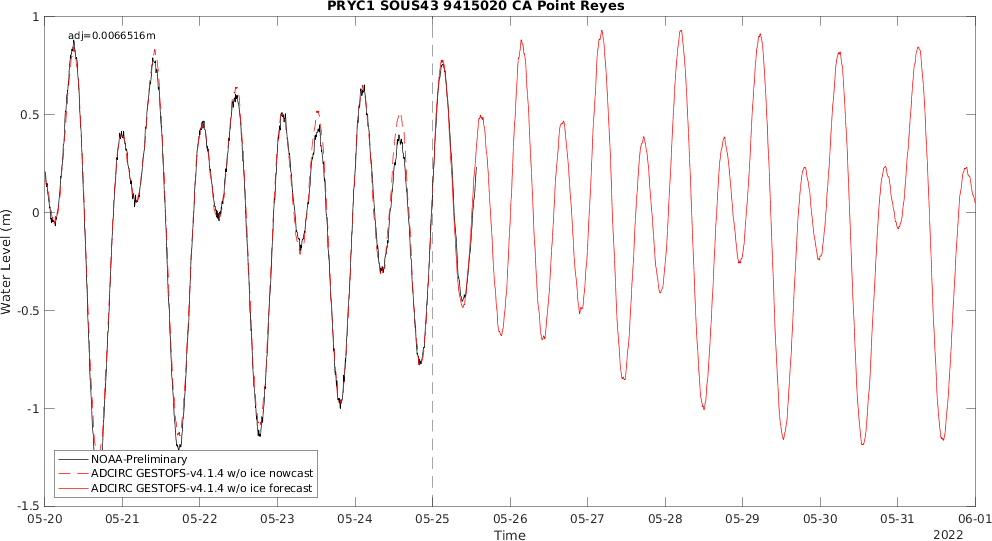 PRYC1 SOUS43 9415020 CA Point Reyes
adj=0.0066516m
1
0.5
0
-0.5
-1
-1.5
Water Level (m)
NOAA-Preliminary
ADCIRC GESTOFS-v4.1.4 w/o ice nowcast
ADCIRC GESTOFS-v4.1.4 w/o ice forecast
05-20 05-21 05-22 05-23 05-24 05-25 05-26 05-27 05-28 05-29 05-30 05-31 06-01
Time
2022